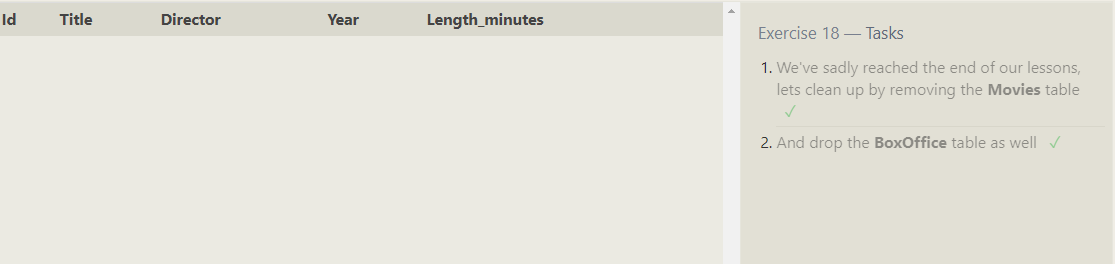 Id Title Director Year Length_minutes
Exercise 18 — Tasks
1. We've sadly reached the end of our lessons,
lets clean up by removing the Movies table
✓
2. And drop the BoxOffice table as well ✓